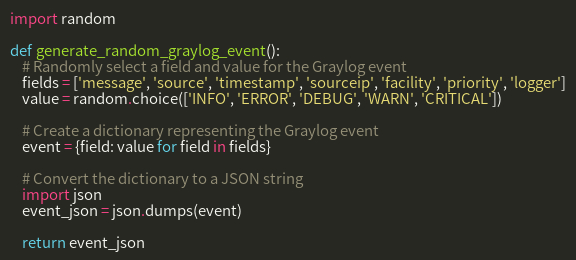 import random
def generate_random_graylog_event():
# Randomly select a field and value for the Graylog event
fields = ['message', 'source', 'timestamp', 'sourceip', 'facility', 'priority', 'logger']
value = random.choice(['INFO', 'ERROR', 'DEBUG', 'WARN', 'CRITICAL'])
# Create a dictionary representing the Graylog event
event = {field: value for field in fields}
# Convert the dictionary to a JSON string
import json
event_json = json.dumps(event)
return event_json